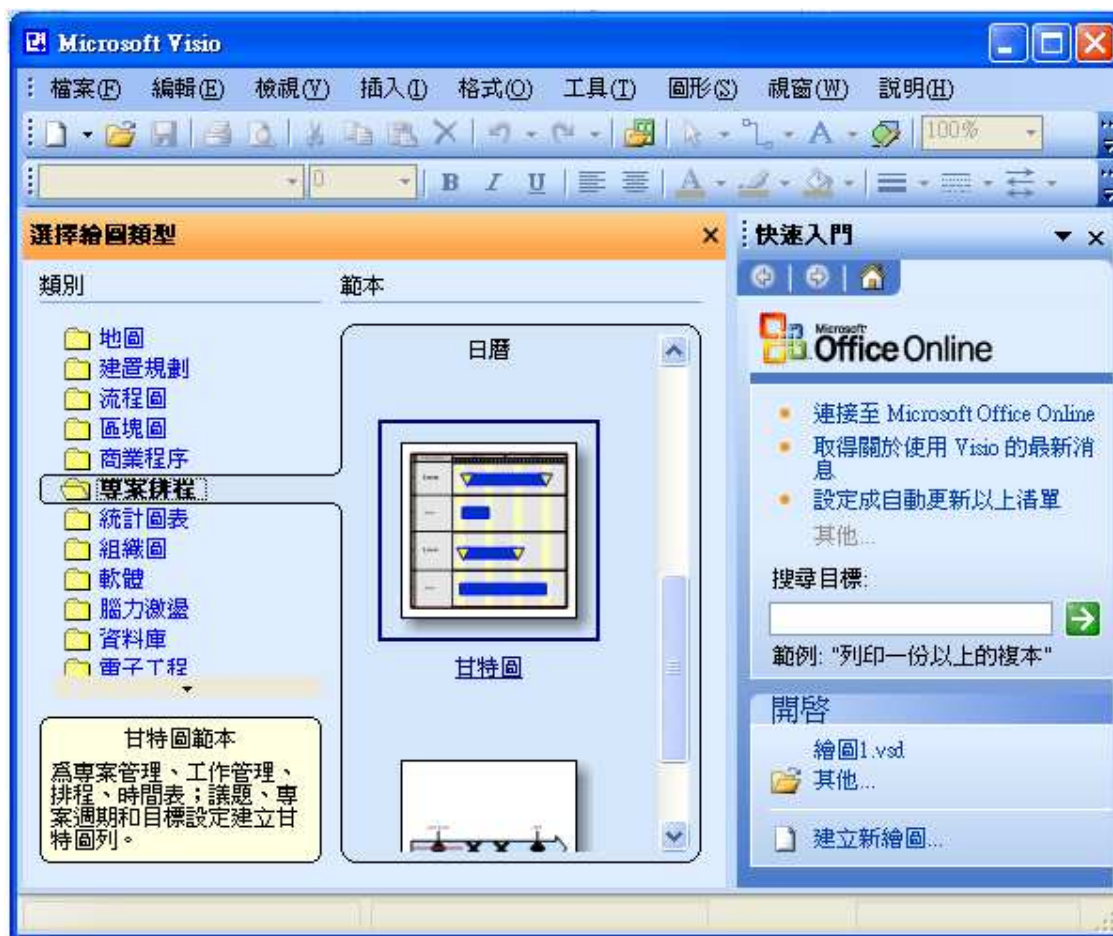 Microsoft Visio
檔案(F) 編輯(E) 檢視(V) 插入(I) 格式(O) 工具(T) 圖形(S) 視窗(W) 說明(H)
100%
0 B I U A
選擇繪圖類型
類別
範本
地圖
建置規劃
流程圖
區塊圖
商業程序
專案排程
統計圖表
組織圖
軟體
腦力激盪
資料庫
電子工程
甘特圖範本
為專案管理、工作管理、
排程、時間表；議題、專
案週期和目標設定建立甘
特圖列。
日曆
甘特圖
快速入門
Microsoft
Office Online
連接至 Microsoft Office Online
取得關於使用 Visio 的最新消
息
設定成自動更新以上清單
其他...
搜尋目標:
範例: "列印一份以上的複本"
開啓
繪圖1.vsd
其他...
建立新繪圖...